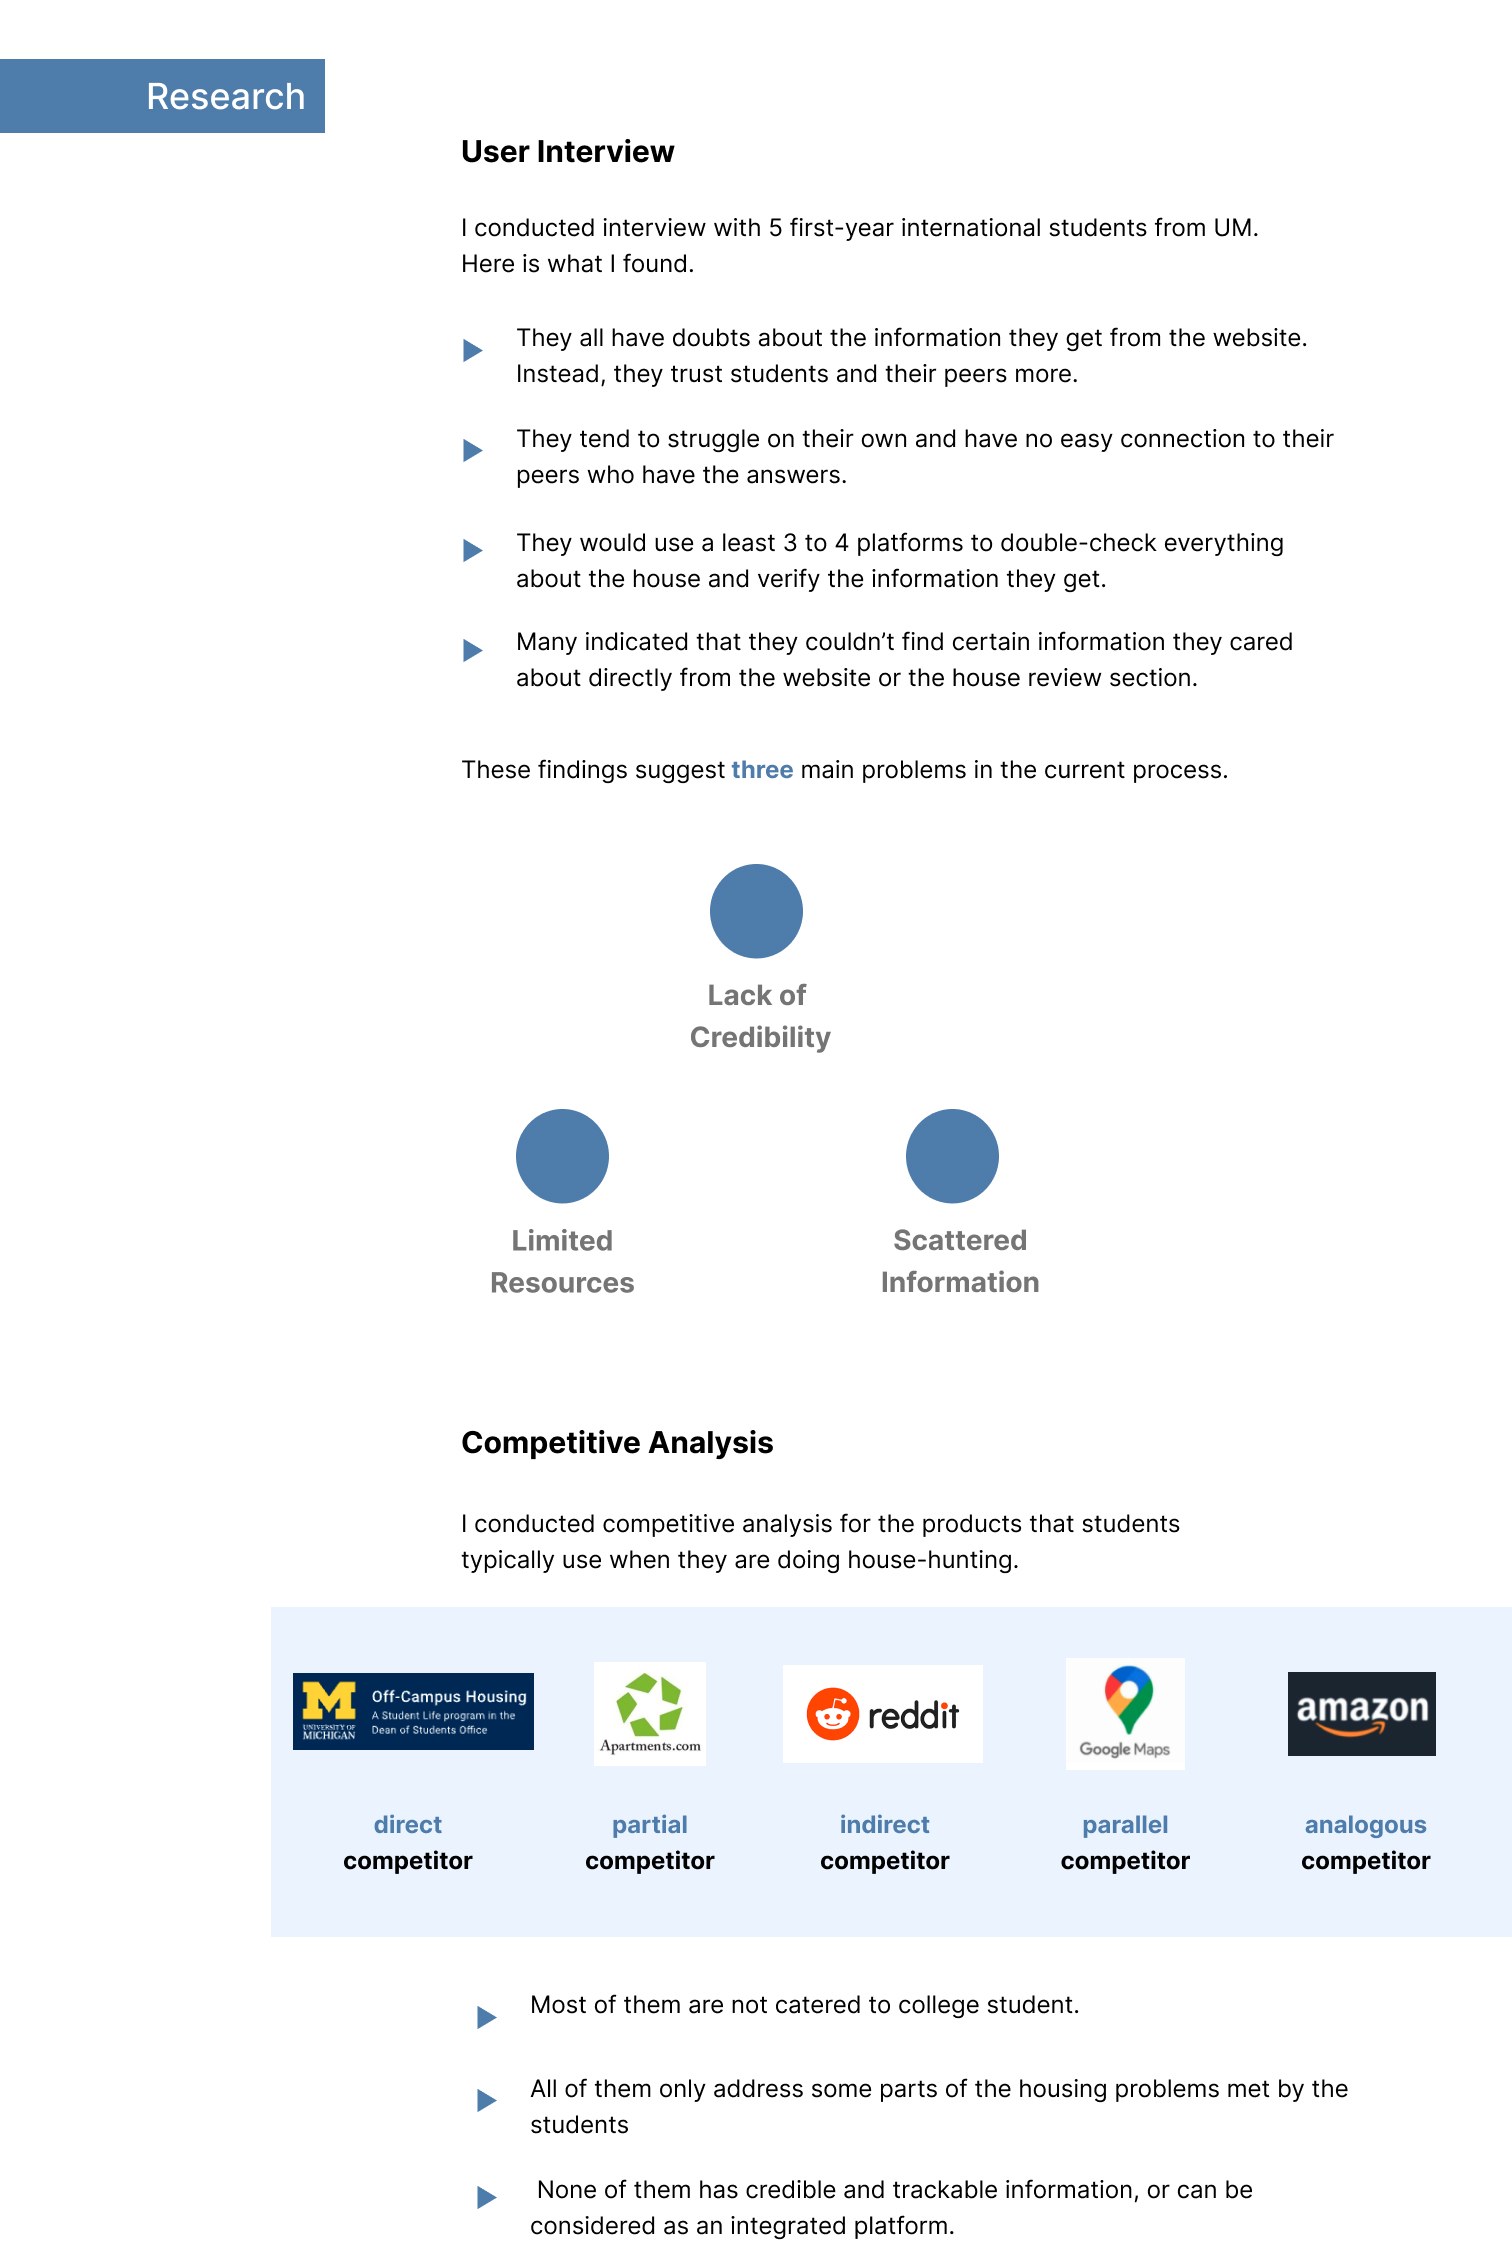 Research
User Interview
I conducted interview with 5 first-year international students from UM.
Here is what I found.
They all have doubts about the information they get from the website.
Instead, they trust students and their peers more.
They tend to struggle on their own and have no easy connection to their
peers who have the answers.
They would use a least 3 to 4 platforms to double-check everything
about the house and verify the information they get.
Many indicated that they couldn’t find certain information they cared
about directly from the website or the house review section.
These findings suggest three main problems in the current process.
Lack of
Credibility
Limited
Resources
Scattered
Information
Competitive Analysis
I conducted competitive analysis for the products that students
typically use when they are doing house-hunting.
M
UNIVERSITY OF
MICHIGAN
Off-Campus Housing
A Student Life program in the
Dean of Students Office
Apartments.com
reddit
Google Maps
amazon
direct
competitor
partial
competitor
indirect
competitor
parallel
competitor
analogous
competitor
Most of them are not catered to college student.
All of them only address some parts of the housing problems met by the
students
None of them has credible and trackable information, or can be
considered as an integrated platform.